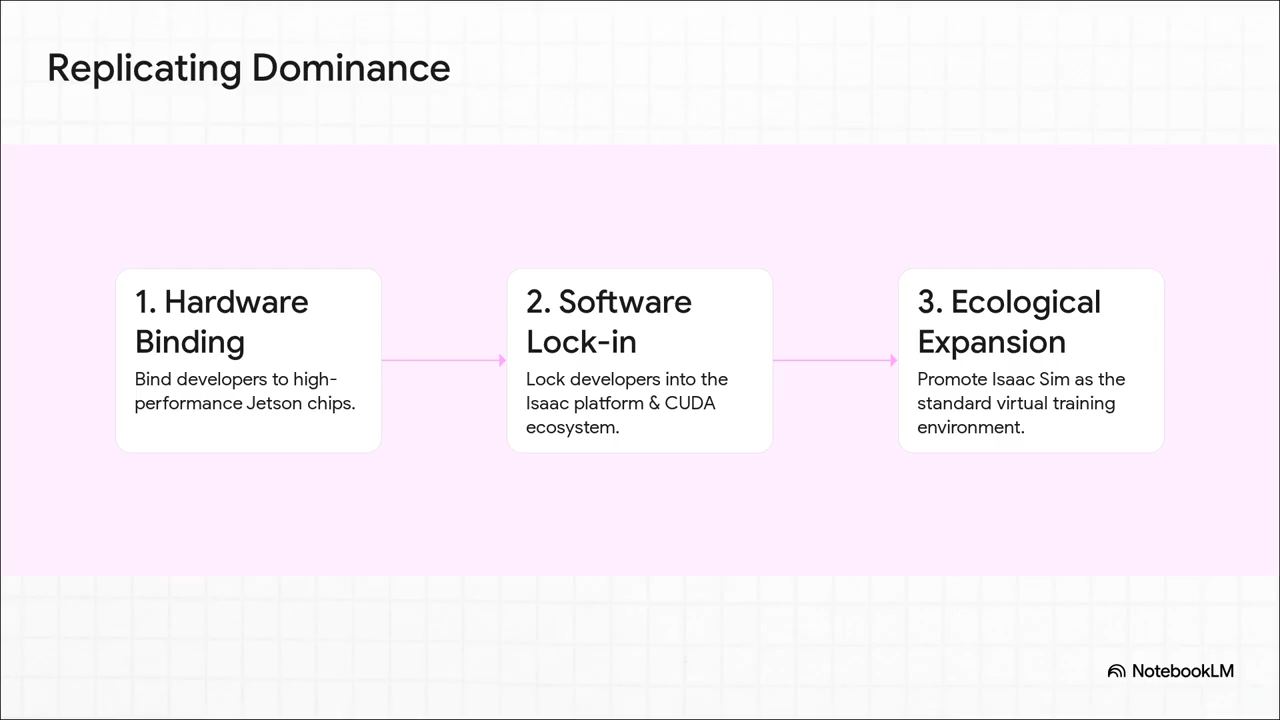 Replicating Dominance
1. Hardware
Binding
Bind developers to high-
performance Jetson chips.
2. Software
Lock-in
Lock developers into the
Isaac platform & CUDA
ecosystem.
3. Ecological
Expansion
Promote Isaac Sim as the
standard virtual training
environment.
NotebookLM